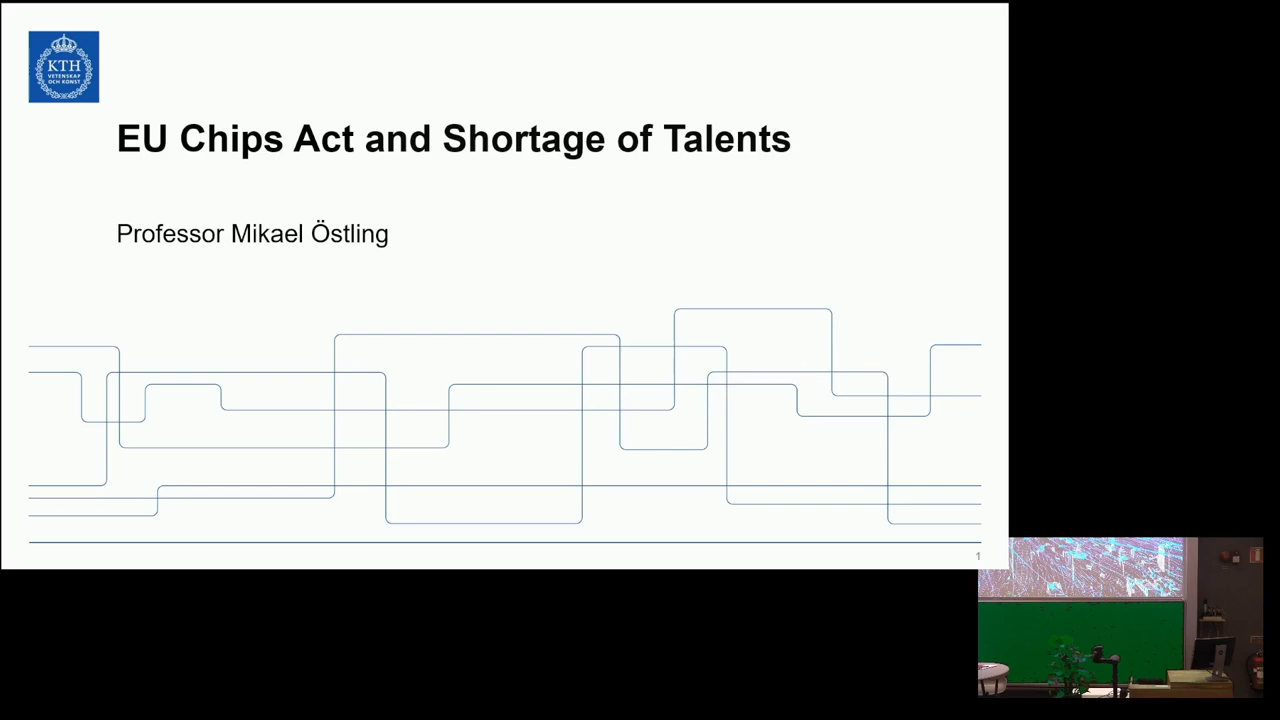 KTH
VETENSKAP
OCH KONST
EU Chips Act and Shortage of Talents
Professor Mikael Östling
1